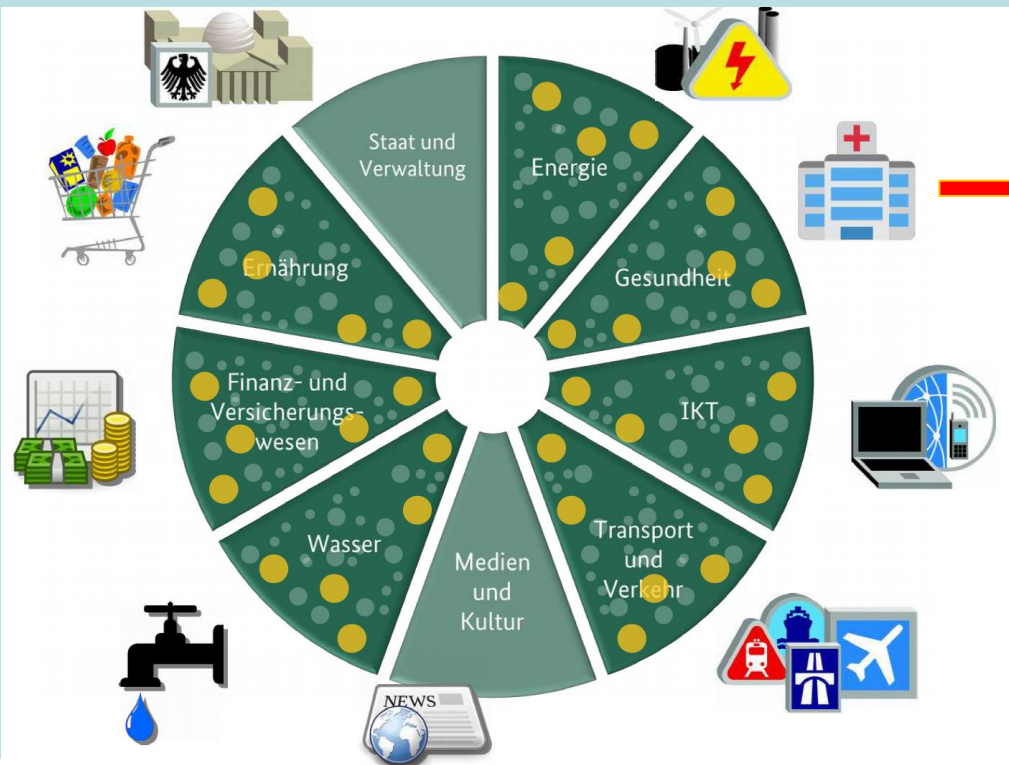 Staat und
Verwaltung
Energie
Gesundheit
IKT
Transport
und
Verkehr
Medien
und
Kultur
Wasser
Finanz- und
Versicherungs-
wesen
Ernährung
NEWS